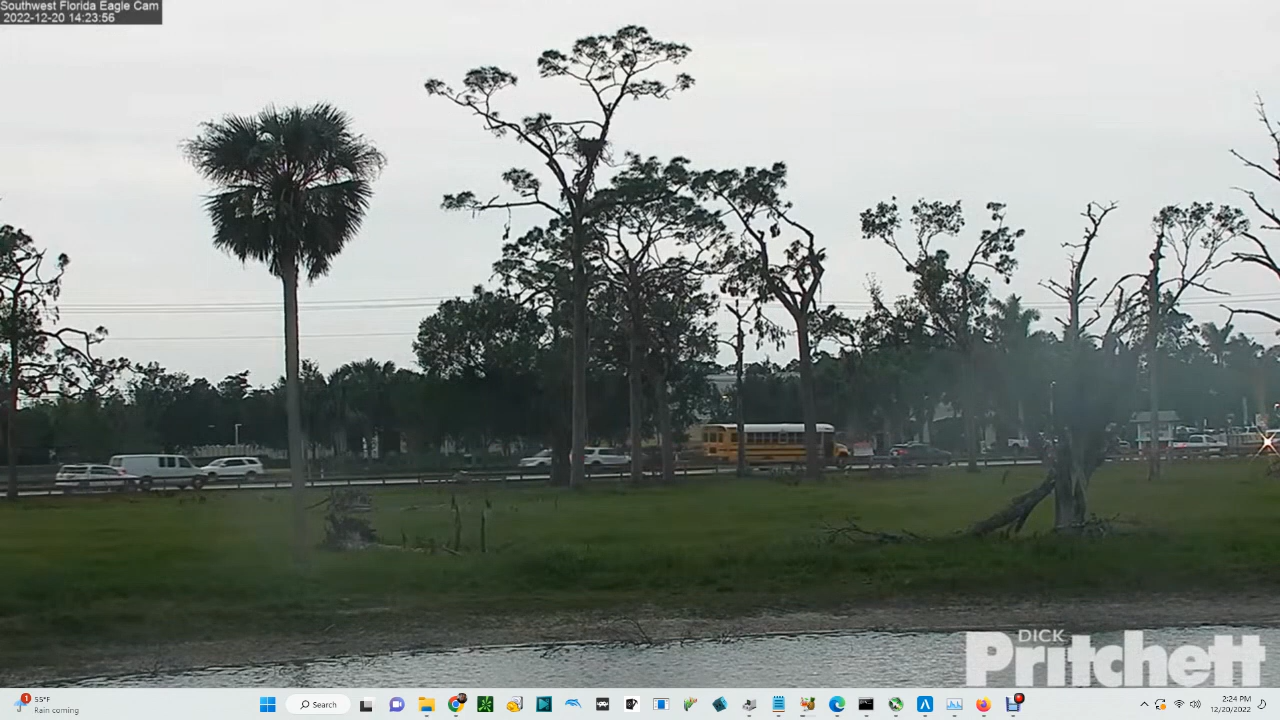 Southwest Florida Eagle Cam
2022-12-20 14:23:56
DICK
Pritchett
1
55°F
Rain coming
Search
2:24 PM
12/20/2022